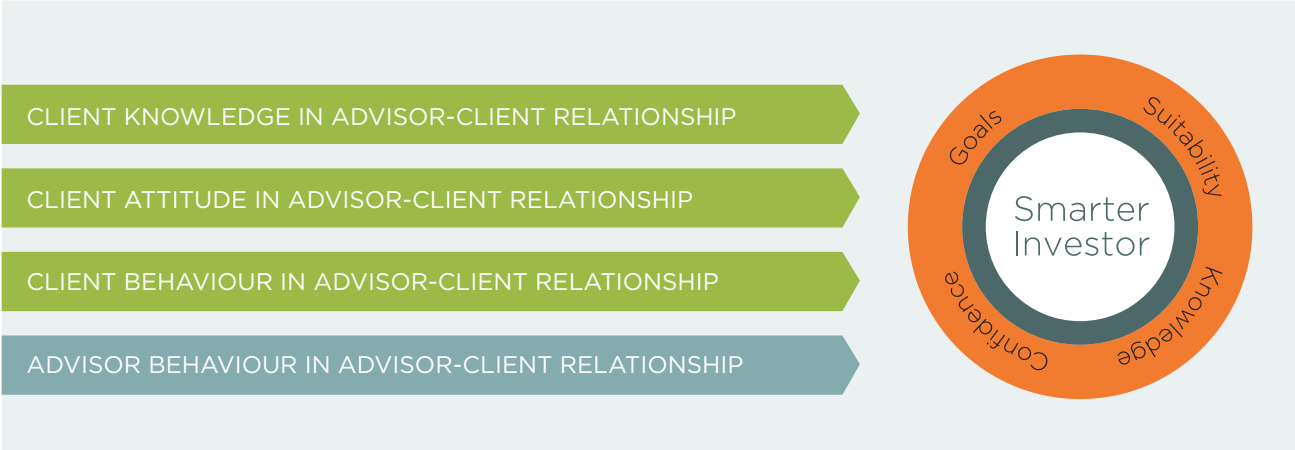 CLIENT KNOWLEDGE IN ADVISOR-CLIENT RELATIONSHIP
CLIENT ATTITUDE IN ADVISOR-CLIENT RELATIONSHIP
CLIENT BEHAVIOUR IN ADVISOR-CLIENT RELATIONSHIP
ADVISOR BEHAVIOUR IN ADVISOR-CLIENT RELATIONSHIP
Goals
Suitability
Smarter
Investor
Confidence
Knowledge